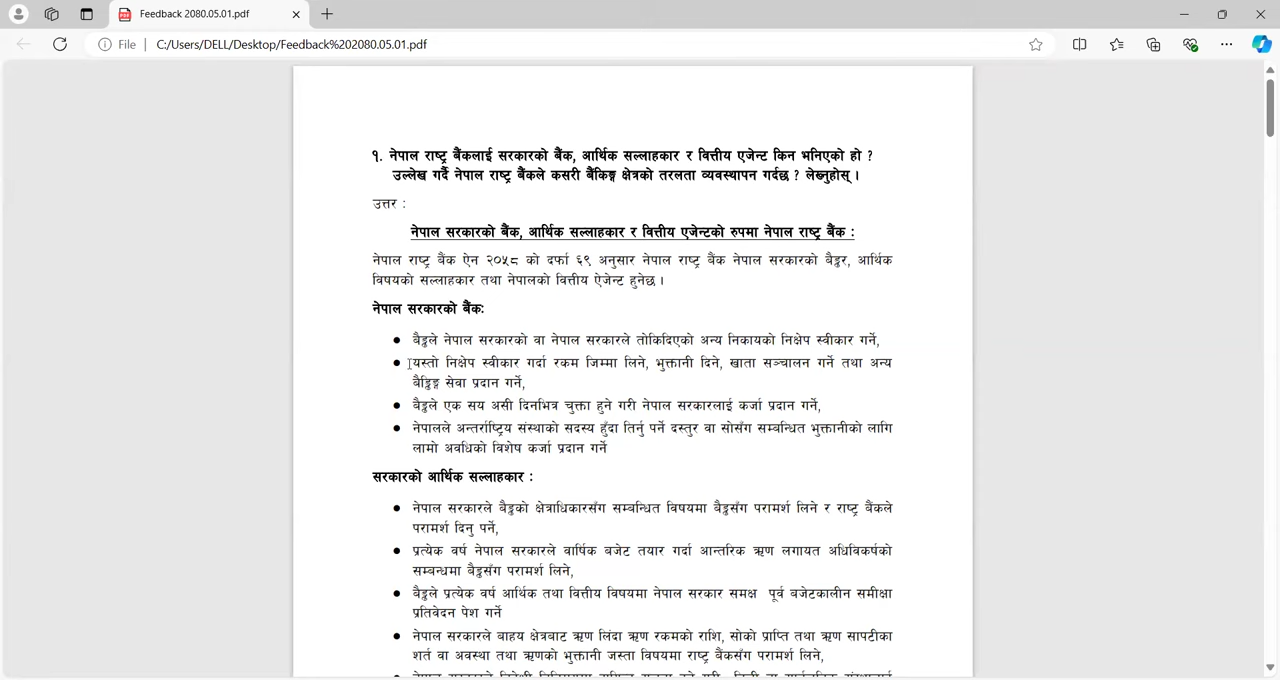 Feedback 2080.05.01.pdf
File C:/Users/DELL/Desktop/Feedback%202080.05.01.pdf
१. नेपाल राष्ट्र बैंकलाई सरकारको बैंक, आर्थिक सल्लाहकार र वित्तीय एजेन्ट किन भनिएको हो ?
उल्लेख गर्दै नेपाल राष्ट्र बैंकले कसरी बैंकिङ्ग क्षेत्रको तरलता व्यवस्थापन गर्दछ ? लेख्नुहोस् ।
उत्तर :
नेपाल सरकारको बैंक, आर्थिक सल्लाहकार र वित्तीय एजेन्टको रुपमा नेपाल राष्ट्र बैंक :
नेपाल राष्ट्र बैंक ऐन २०५८ को दफा ६९ अनुसार नेपाल राष्ट्र बैंक नेपाल सरकारको बैङ्कर, आर्थिक
विषयको सल्लाहकार तथा नेपालको वित्तीय ऐजेन्ट हुनेछ ।
नेपाल सरकारको बैंक:
● बैङ्कले नेपाल सरकारको वा नेपाल सरकारले तोकिदिएको अन्य निकायको निक्षेप स्वीकार गर्ने,
● यस्तो निक्षेप स्वीकार गर्दा रकम जिम्मा लिने, भुक्तानी दिने, खाता सञ्चालन गर्ने तथा अन्य
बैङ्किङ्ग सेवा प्रदान गर्ने,
● बैङ्कले एक सय असी दिनभित्र चुक्ता हुने गरी नेपाल सरकारलाई कर्जा प्रदान गर्ने,
● नेपालले अन्तर्राष्ट्रिय संस्थाको सदस्य हुँदा तिर्नु पर्ने दस्तुर वा सोसँग सम्बन्धित भुक्तानीको लागि
लामो अवधिको विशेष कर्जा प्रदान गर्ने
सरकारको आर्थिक सल्लाहकार :
● नेपाल सरकारले बैङ्कको क्षेत्राधिकारसँग सम्बन्धित विषयमा बैङ्कसँग परामर्श लिने र राष्ट्र बैंकले
परामर्श दिनु पर्ने,
● प्रत्येक वर्ष नेपाल सरकारले वार्षिक बजेट तयार गर्दा आन्तरिक ऋण लगायत अधिविकर्षको
सम्बन्धमा बैङ्कसँग परामर्श लिने,
● बैङ्कले प्रत्येक वर्ष आर्थिक तथा वित्तीय विषयमा नेपाल सरकार समक्ष पूर्व बजेटकालीन समीक्षा
प्रतिवेदन पेश गर्ने
● नेपाल सरकारले बाहय क्षेत्रबाट ऋण लिंदा ऋण रकमको राशि, सोको प्राप्ति तथा ऋण सापटीका
शर्त वा अवस्था तथा ऋणको भुक्तानी जस्ता विषयमा राष्ट्र बैंकसँग परामर्श लिने,